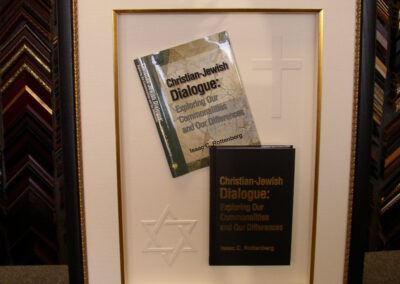 Christian-Jewish
Dialogue:
Exploring Our
Commonalities
and Our Differences
Isaac C. Rottenberg
Christian-Jewish
Dialogue:
Exploring Our
Commonalities
and Our Differences
Isaac C. Rottenberg